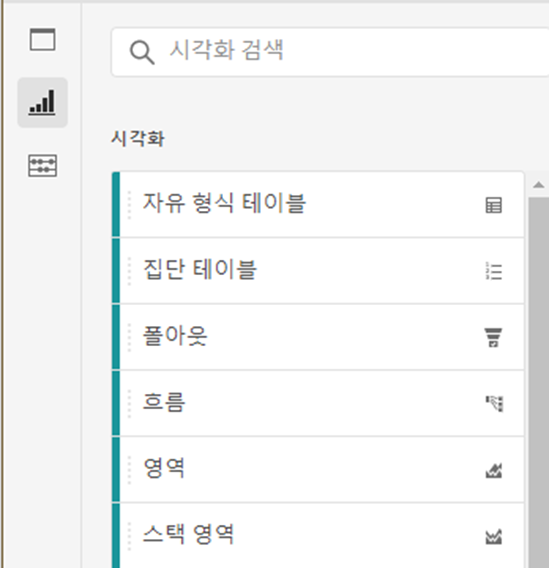 시각화 검색
시각화
자유 형식 테이블
집단 테이블
폴아웃
흐름
영역
스택 영역